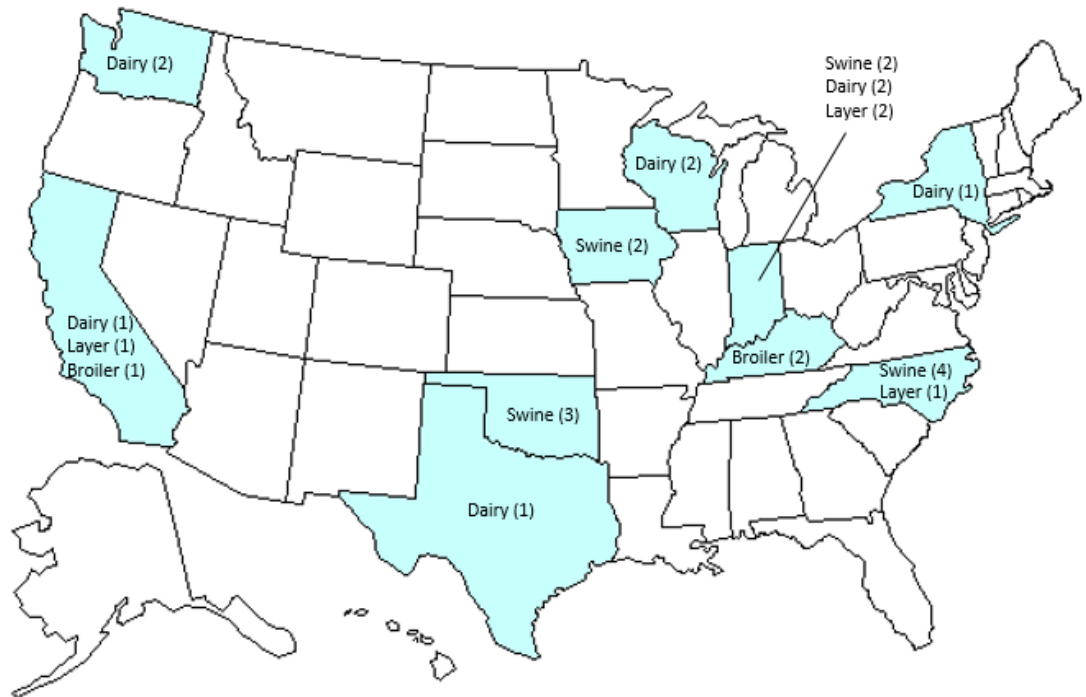 Dairy (2)
Swine (2)
Dairy (2)
Layer (2)
Dairy (2)
Dairy (1)
Swine (2)
Dairy (1)
Layer (1)
Broiler (1)
Broiler (2)
Swine (4)
Layer (1)
Swine (3)
Dairy (1)